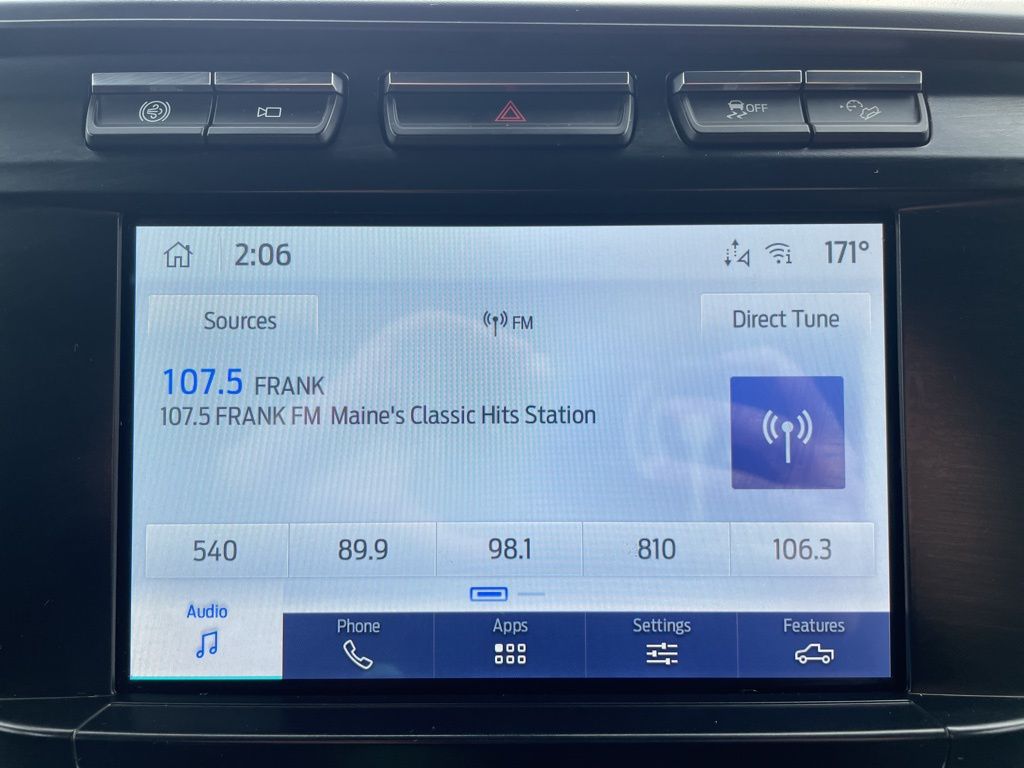 OFF
2:06
171°
Sources
FM
Direct Tune
107.5 FRANK
107.5 FRANK FM Maine's Classic Hits Station
540
89.9
98.1
810
106.3
Audio
Phone
Apps
Settings
Features